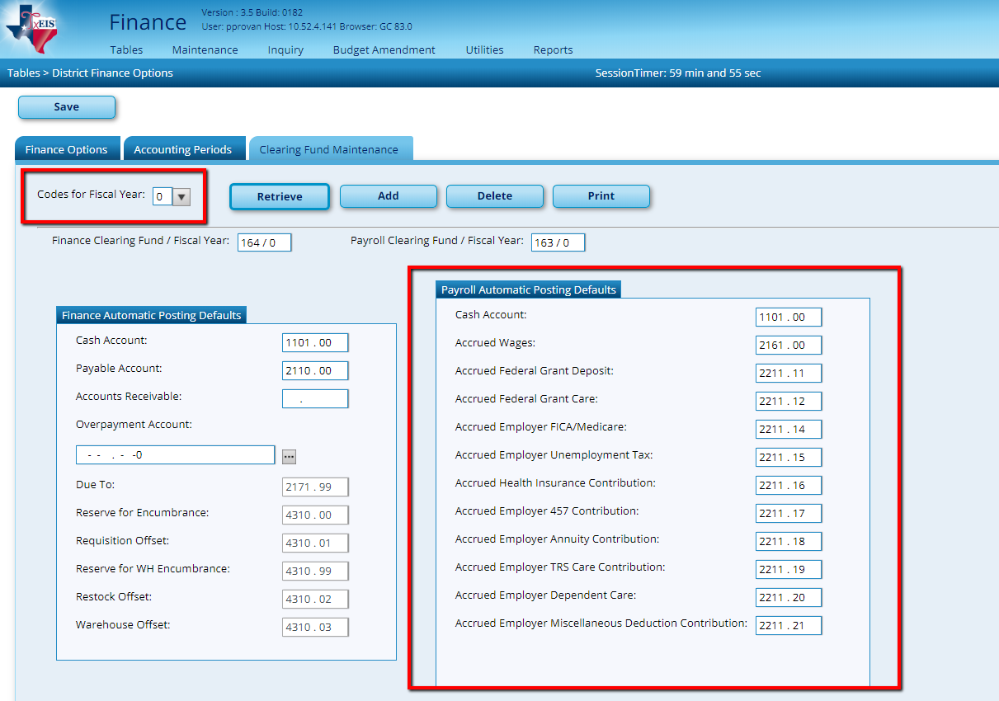 TxEIS
Finance
Version : 3.5 Build: 0182
User: pprovan Host: 10.52.4.141 Browser: GC 83.0
Tables Maintenance Inquiry Budget Amendment Utilities Reports
Tables > District Finance Options SessionTimer: 59 min and 55 sec
Save
Finance Options Accounting Periods Clearing Fund Maintenance
Codes for Fiscal Year: 0 Retrieve Add Delete Print
Finance Clearing Fund / Fiscal Year: 164 / 0 Payroll Clearing Fund / Fiscal Year: 163 / 0
Finance Automatic Posting Defaults
Cash Account: 1101 . 00
Payable Account: 2110 . 00
Accounts Receivable: .
Overpayment Account:
- - . - -0 ...
Due To: 2171 . 99
Reserve for Encumbrance: 4310 . 00
Requisition Offset: 4310 . 01
Reserve for WH Encumbrance: 4310 . 99
Restock Offset: 4310 . 02
Warehouse Offset: 4310 . 03
Payroll Automatic Posting Defaults
Cash Account: 1101 . 00
Accrued Wages: 2161 . 00
Accrued Federal Grant Deposit: 2211 . 11
Accrued Federal Grant Care: 2211 . 12
Accrued Employer FICA/Medicare: 2211 . 14
Accrued Employer Unemployment Tax: 2211 . 15
Accrued Health Insurance Contribution: 2211 . 16
Accrued Employer 457 Contribution: 2211 . 17
Accrued Employer Annuity Contribution: 2211 . 18
Accrued Employer TRS Care Contribution: 2211 . 19
Accrued Employer Dependent Care: 2211 . 20
Accrued Employer Miscellaneous Deduction Contribution: 2211 . 21